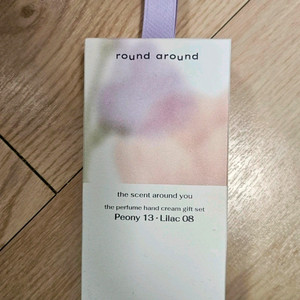 round around
the scent around you
the perfume hand cream gift set
Peony 13 · Lilac 08